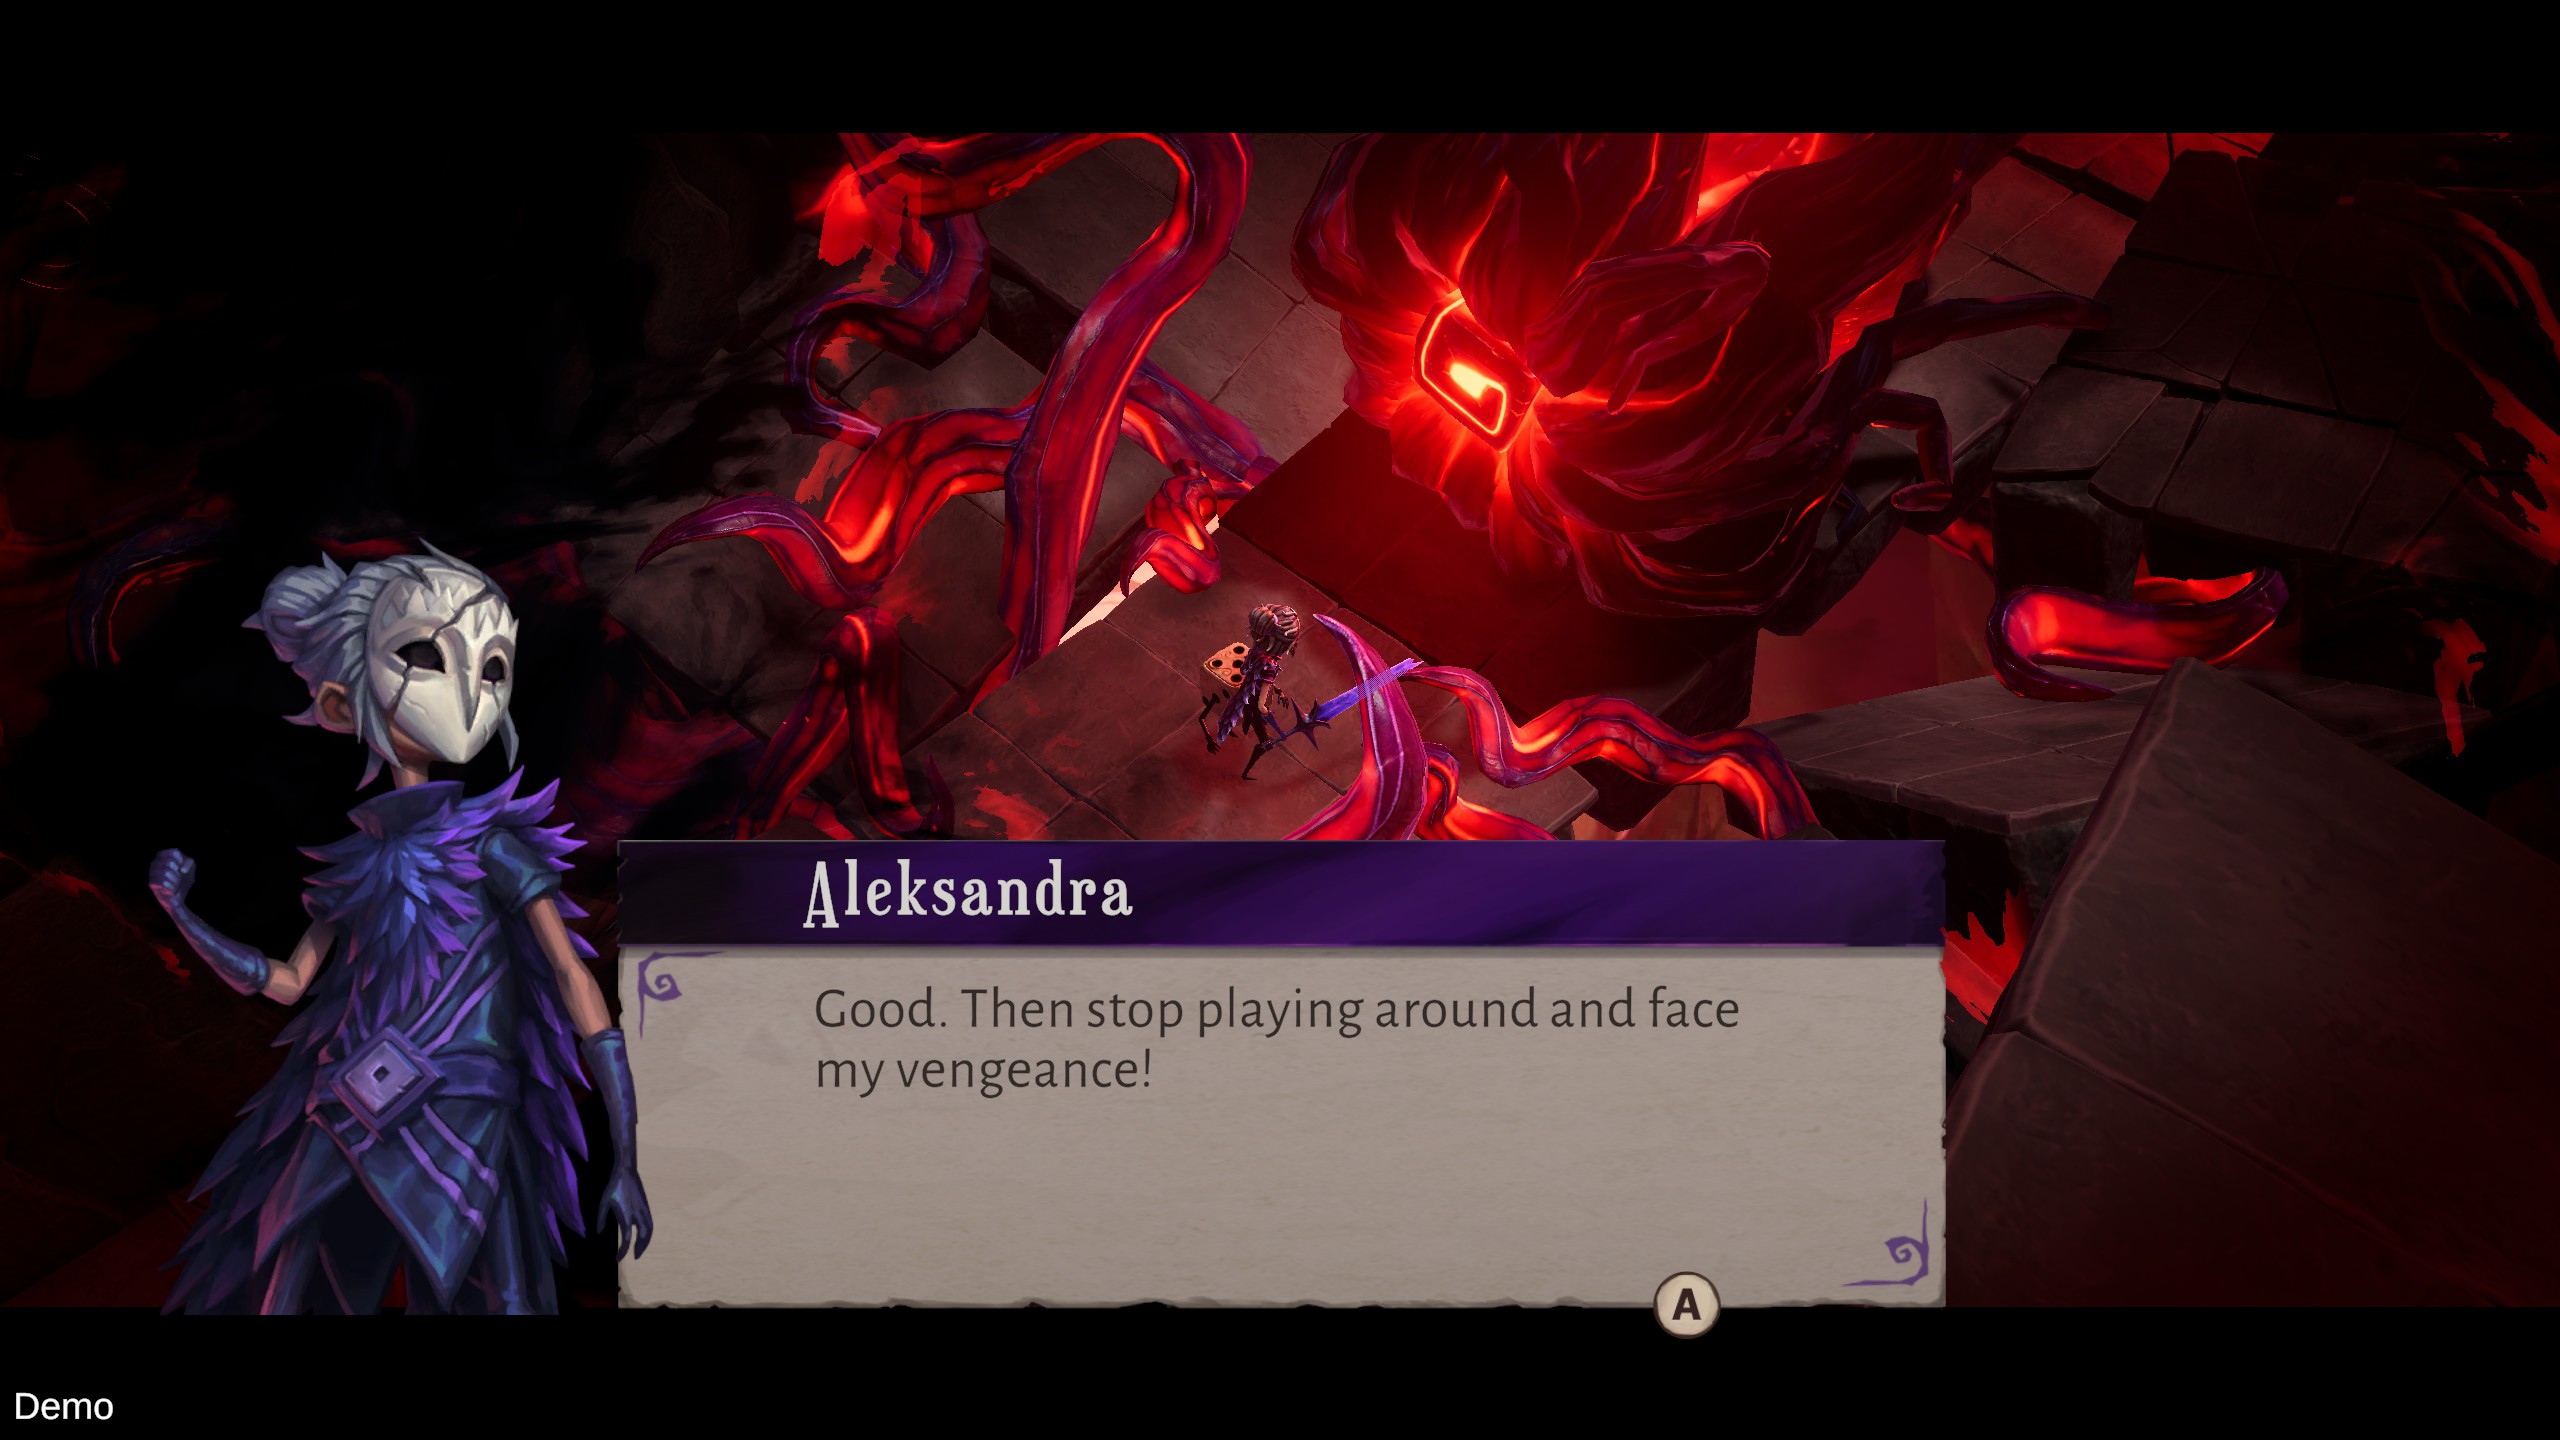 Aleksandra
Good. Then stop playing around and face
my vengeance!
A
Demo